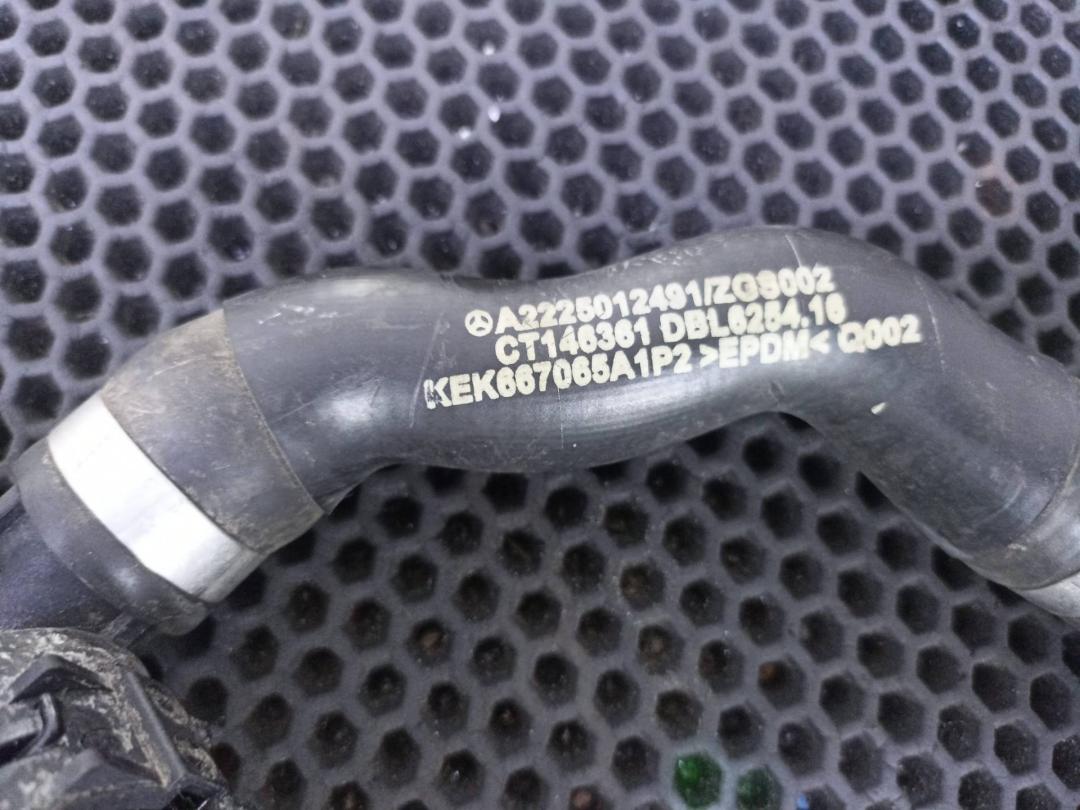 A2225012491/ZGS002
CT146361 DBL6254.16
KEK667065A1P2 >EPDM< Q002